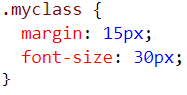 .myclass {
  margin: 15px;
  font-size: 30px;
}